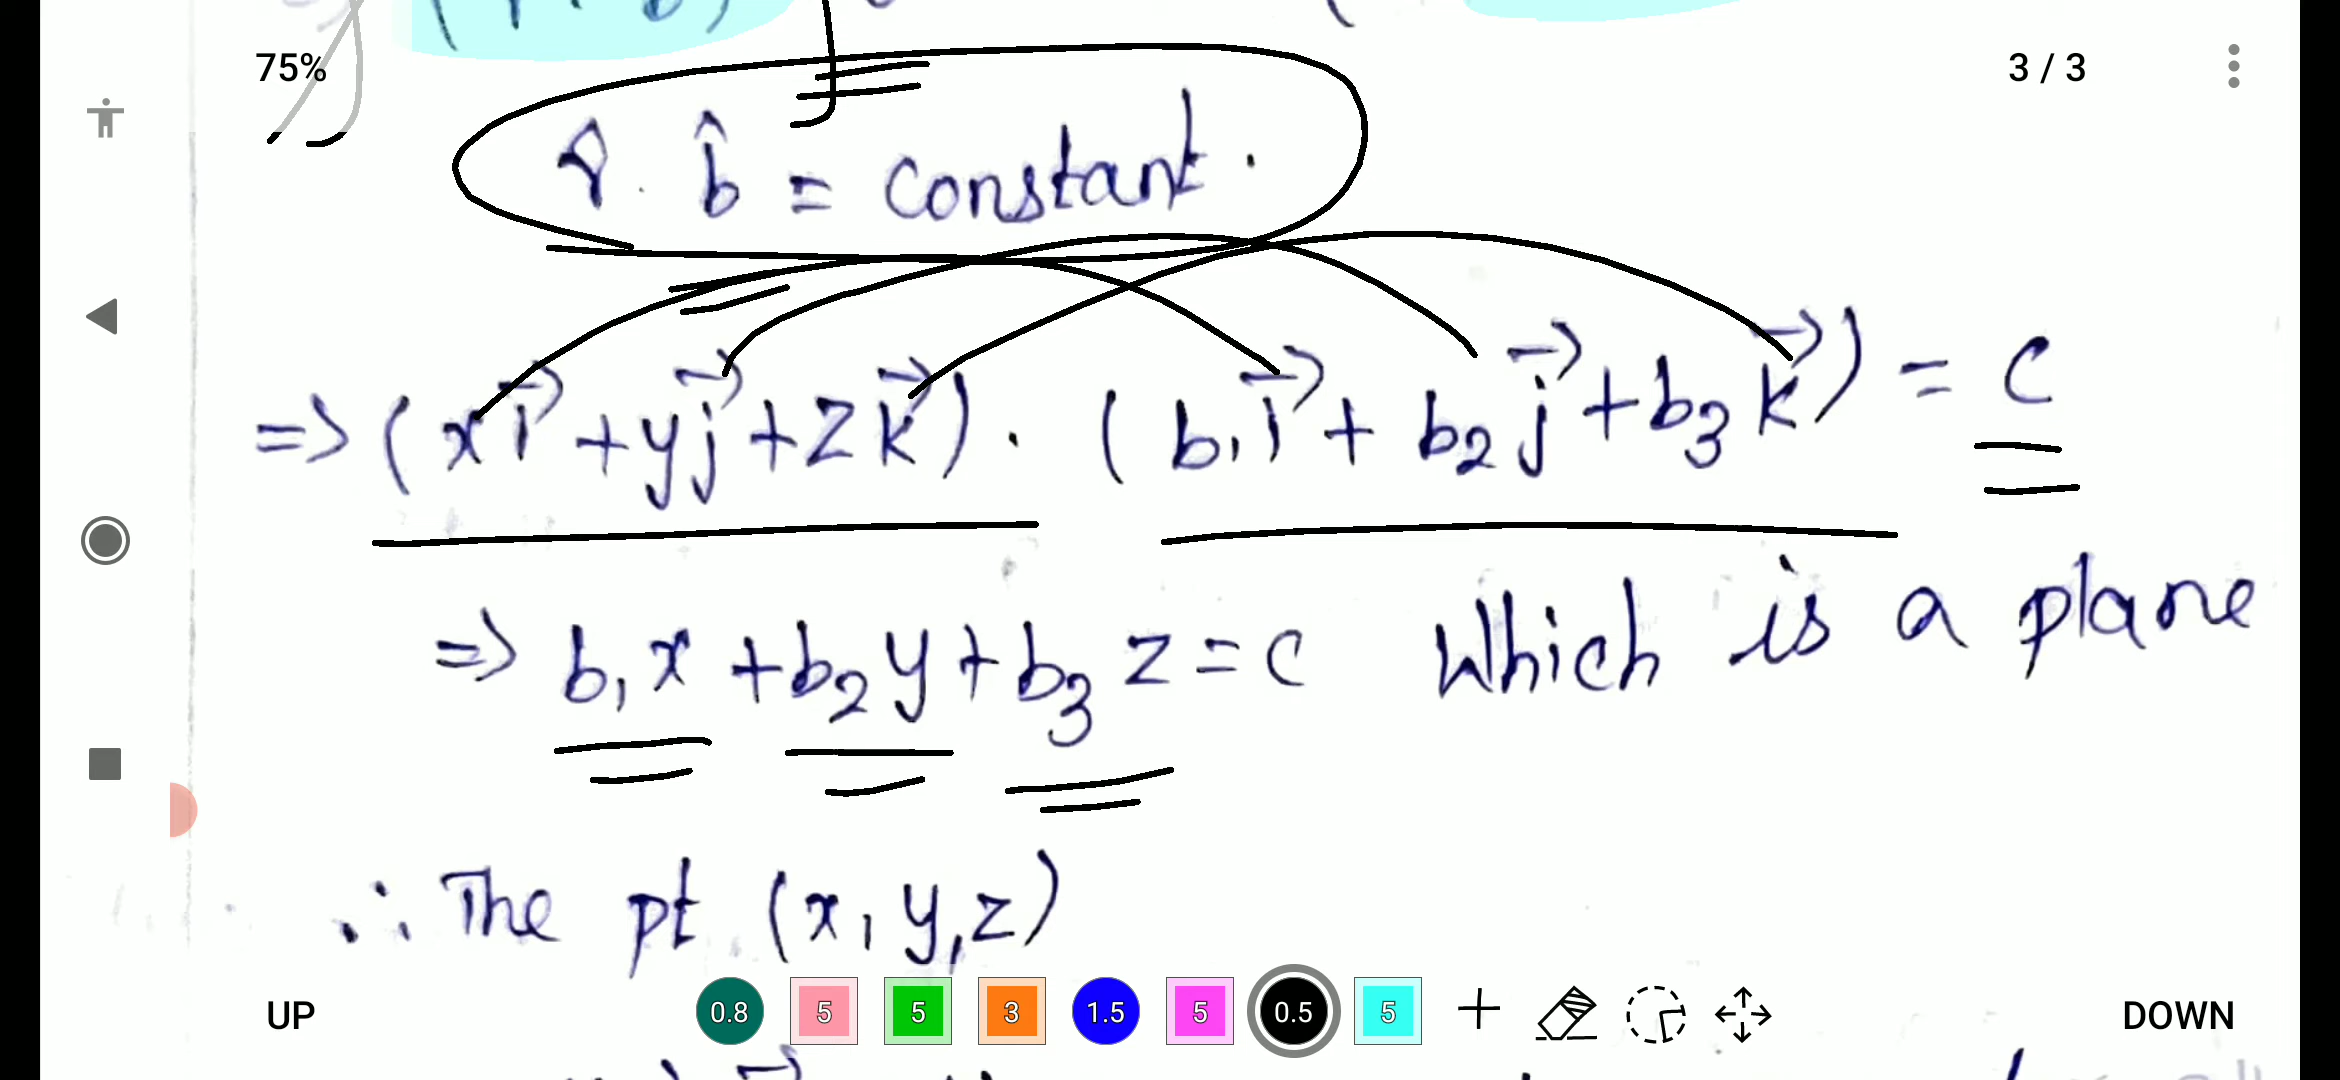 75%
3 / 3
r̂ . b̂ = constant .
=> (x i⃗ + y j⃗ + z k⃗) . (b₁ i⃗ + b₂ j⃗ + b₃ k⃗) = c
=> b₁x + b₂y + b₃z = c which is a plane
∴ The pt (x, y, z)
UP 0.8 5 5 3 1.5 5 0.5 5 + DOWN